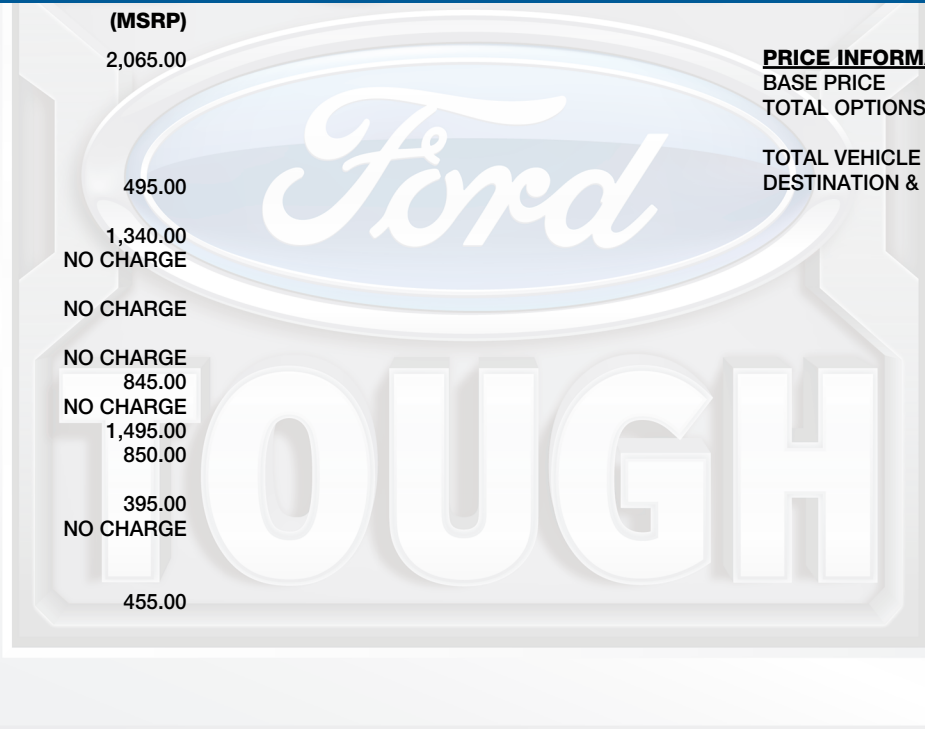 (MSRP)
2,065.00
495.00
1,340.00
NO CHARGE
NO CHARGE
NO CHARGE
845.00
NO CHARGE
1,495.00
850.00
395.00
NO CHARGE
455.00
PRICE INFORMA
BASE PRICE
TOTAL OPTIONS
TOTAL VEHICLE
DESTINATION &
Ford
TOUGH